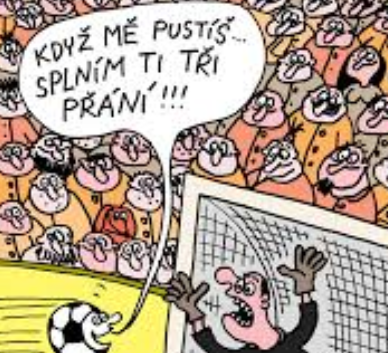 KDYŽ MĚ PUSTÍŠ...
SPLNÍM TI TŘI
PŘÁNÍ!!!